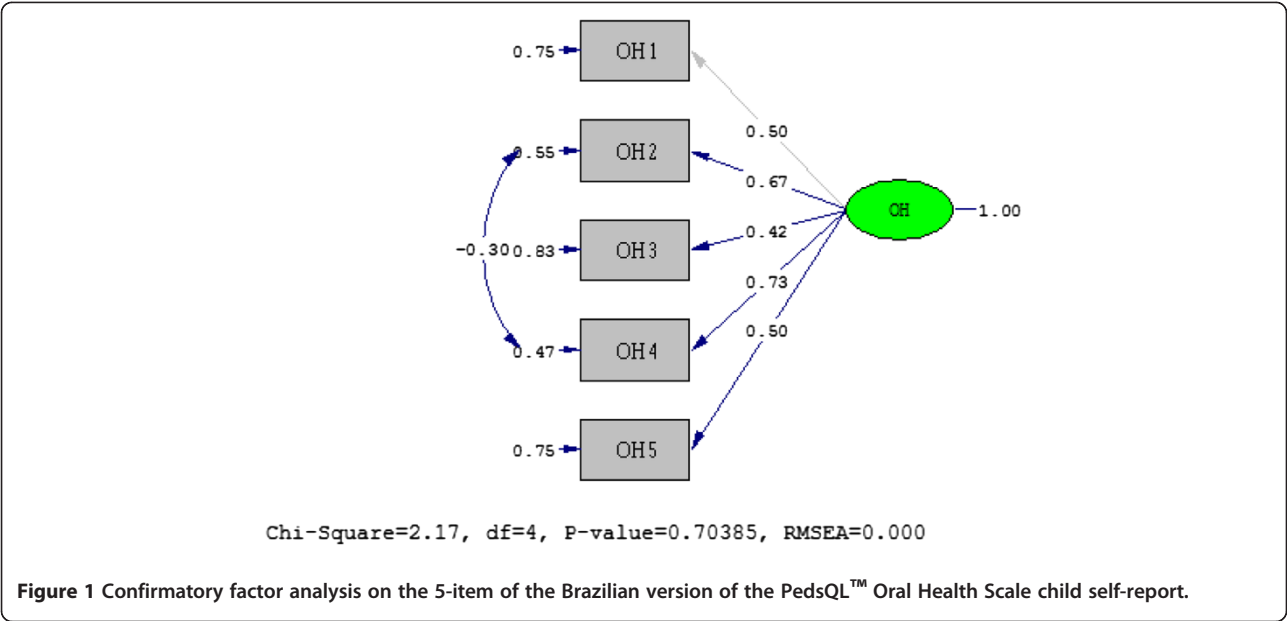 0.75 OH1
0.50
0.55 OH2
0.67
-0.30 0.83 OH3
0.42
OH 1.00
0.73
0.47 OH4
0.50
0.75 OH5
Chi-Square=2.17, df=4, P-value=0.70385, RMSEA=0.000
Figure 1 Confirmatory factor analysis on the 5-item of the Brazilian version of the PedsQL™ Oral Health Scale child self-report.